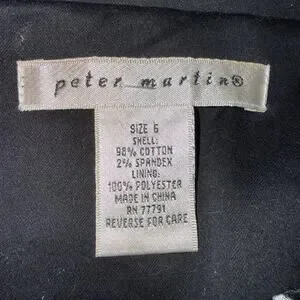 peter martin®
SIZE 6
SHELL:
98% COTTON
2% SPANDEX
LINING:
100% POLYESTER
MADE IN CHINA
RN 77791
REVERSE FOR CARE